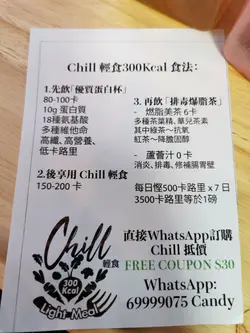 Chill 輕食300Kcal 食法：
1.先飲「優質蛋白杯」
80-100卡
10g 蛋白質
18種氨基酸
多種維他命
高纖、高營養、
低卡路里
2.後享用 Chill 輕食
150-200 卡
3. 再飲「排毒爆脂茶」
- 燃脂美茶 6卡
多種茶葉精、華兒茶素
其中綠茶～抗氧
紅茶～降膽固醇
- 蘆薈汁 0 卡
消炎、排毒、修補腸胃壁
每日慳500卡路里 x 7 日
3500卡路里等於1磅
Chill
輕食
300
Kcal
Light Meal
直接WhatsApp訂購
Chill 抵價
FREE COUPON $30
WhatsApp:
69999075 Candy